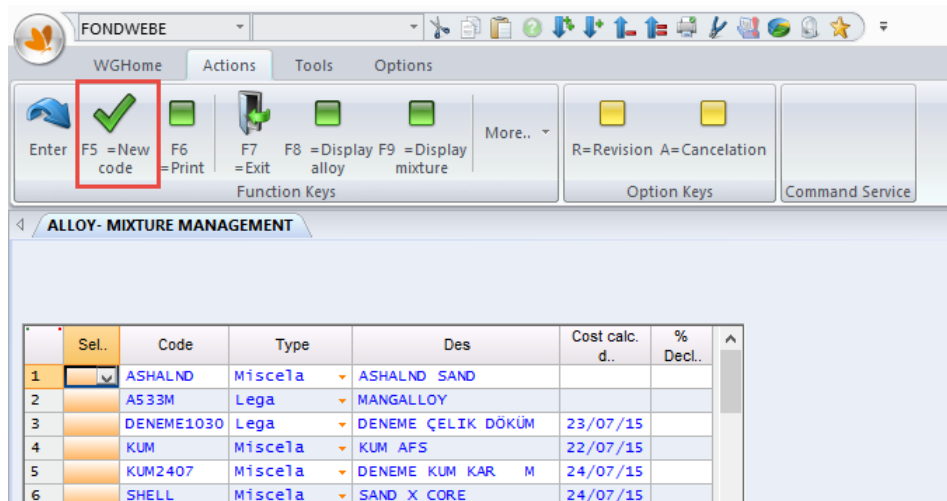 FONDWEBE
WGHome Actions Tools Options
Enter F5 =New code F6 =Print F7 =Exit F8 =Display alloy F9 =Display mixture More.. R=Revision A=Cancelation
Function Keys Option Keys Command Service
ALLOY- MIXTURE MANAGEMENT
Sel.. Code Type Des Cost calc. d.. % Decl..
1 ASHALND Miscela ASHALND SAND
2 A533M Lega MANGALLOY
3 DENEME1030 Lega DENEME ÇELIK DÖKÜM 23/07/15
4 KUM Miscela KUM AFS 22/07/15
5 KUM2407 Miscela DENEME KUM KAR M 24/07/15
6 SHELL Miscela SAND X CORE 24/07/15